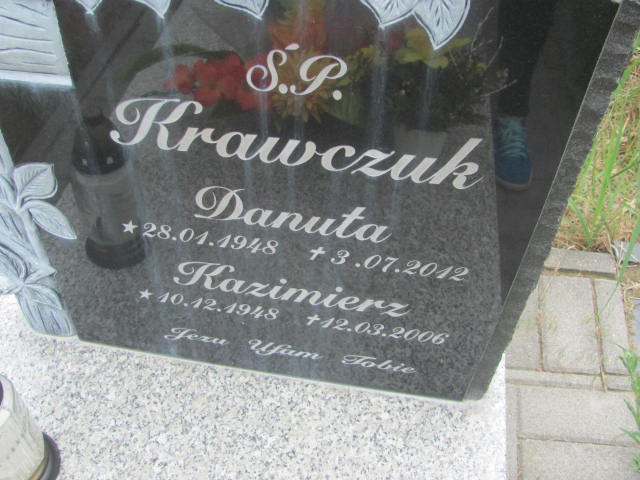 Ś.P.
Krawczuk
Danuta
★ 28.01.1948 ✝ 3.07.2012
Kazimierz
★ 10.12.1948 ✝ 12.03.2006
Jezu Ufam Tobie